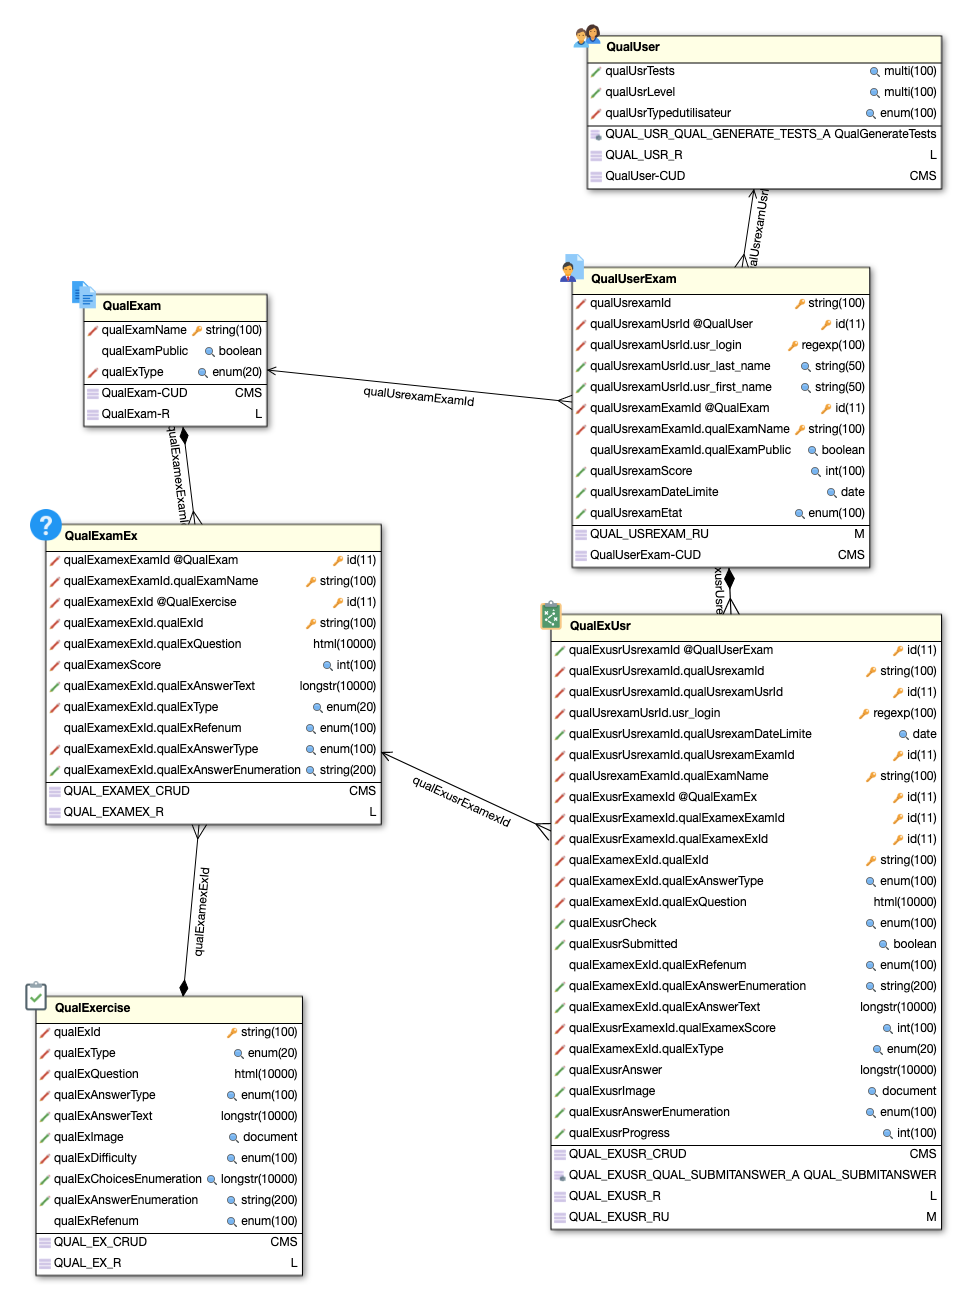 QualUser
qualUsrTests multi(100)
qualUsrLevel multi(100)
qualUsrTypedutilisateur enum(100)
QUAL_USR_QUAL_GENERATE_TESTS_A QualGenerateTests
QUAL_USR_R L
QualUser-CUD CMS
QualUserExam
qualUsrexamId string(100)
qualUsrexamUsrId @QualUser id(11)
qualUsrexamUsrId.usr_login regexp(100)
qualUsrexamUsrId.usr_last_name string(50)
qualUsrexamUsrId.usr_first_name string(50)
qualUsrexamExamId @QualExam id(11)
qualUsrexamExamId.qualExamName string(100)
qualUsrexamExamId.qualExamPublic boolean
qualUsrexamScore int(100)
qualUsrexamDateLimite date
qualUsrexamEtat enum(100)
QUAL_USREXAM_RU M
QualUserExam-CUD CMS
QualExam
qualExamName string(100)
qualExamPublic boolean
qualExType enum(20)
QualExam-CUD CMS
QualExam-R L
qualUsrexamExamId
QualExamEx
qualExamexExamId @QualExam id(11)
qualExamexExamId.qualExamName string(100)
qualExamexExId @QualExercise id(11)
qualExamexExId.qualExId string(100)
qualExamexExId.qualExQuestion html(10000)
qualExamexScore int(100)
qualExamexExId.qualExAnswerText longstr(10000)
qualExamexExId.qualExType enum(20)
qualExamexExId.qualExRefenum enum(100)
qualExamexExId.qualExAnswerType enum(100)
qualExamexExId.qualExAnswerEnumeration string(200)
QUAL_EXAMEX_CRUD CMS
QUAL_EXAMEX_R L
qualExusrExamexId
QualExUsr
qualExusrUsrexamId @QualUserExam id(11)
qualExusrUsrexamId.qualUsrexamId string(100)
qualExusrUsrexamId.qualUsrexamUsrId id(11)
qualUsrexamUsrId.usr_login regexp(100)
qualExusrUsrexamId.qualUsrexamDateLimite date
qualExusrUsrexamId.qualUsrexamExamId id(11)
qualUsrexamExamId.qualExamName string(100)
qualExusrExamexId @QualExamEx id(11)
qualExusrExamexId.qualExamexExamId id(11)
qualExusrExamexId.qualExamexExId id(11)
qualExamexExId.qualExId string(100)
qualExamexExId.qualExAnswerType enum(100)
qualExamexExId.qualExQuestion html(10000)
qualExusrCheck enum(100)
qualExusrSubmitted boolean
qualExamexExId.qualExRefenum enum(100)
qualExamexExId.qualExAnswerEnumeration string(200)
qualExamexExId.qualExAnswerText longstr(10000)
qualExusrExamexId.qualExamexScore int(100)
qualExamexExId.qualExType enum(20)
qualExusrAnswer longstr(10000)
qualExusrImage document
qualExusrAnswerEnumeration enum(100)
qualExusrProgress int(100)
QUAL_EXUSR_CRUD CMS
QUAL_EXUSR_QUAL_SUBMITANSWER_A QUAL_SUBMITANSWER
QUAL_EXUSR_R L
QUAL_EXUSR_RU M
qualExamexExId
QualExercise
qualExId string(100)
qualExType enum(20)
qualExQuestion html(10000)
qualExAnswerType enum(100)
qualExAnswerText longstr(10000)
qualExImage document
qualExDifficulty enum(100)
qualExChoicesEnumeration longstr(10000)
qualExAnswerEnumeration string(200)
qualExRefenum enum(100)
QUAL_EX_CRUD CMS
QUAL_EX_R L